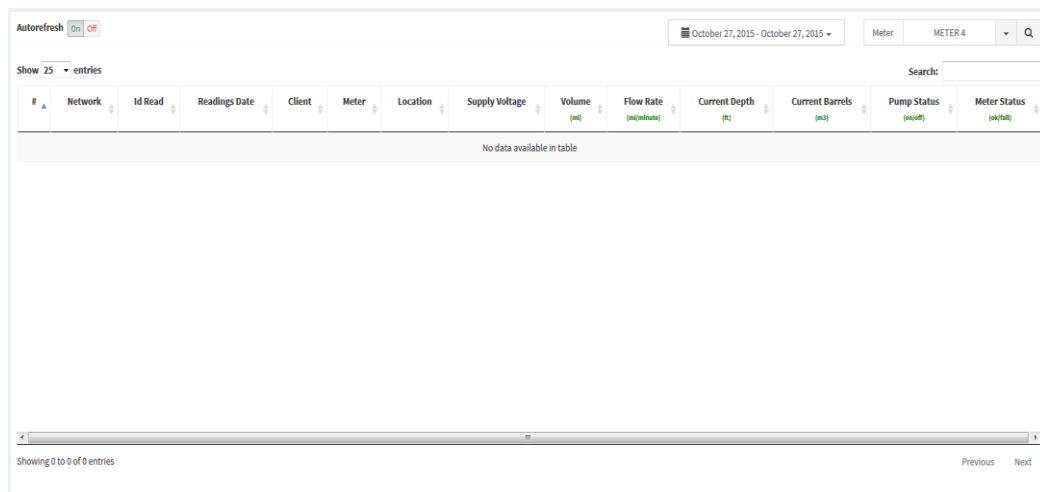 Autorefresh On Off
October 27, 2015 - October 27, 2015
Meter METER 4
Show 25 entries
Search:
# Network Id Read Readings Date Client Meter Location Supply Voltage Volume Flow Rate Current Depth Current Barrels Pump Status Meter Status
(ml) (ml/minute) (ft) (m3) (on/off) (ok/fail)
No data available in table
Showing 0 to 0 of 0 entries
Previous Next